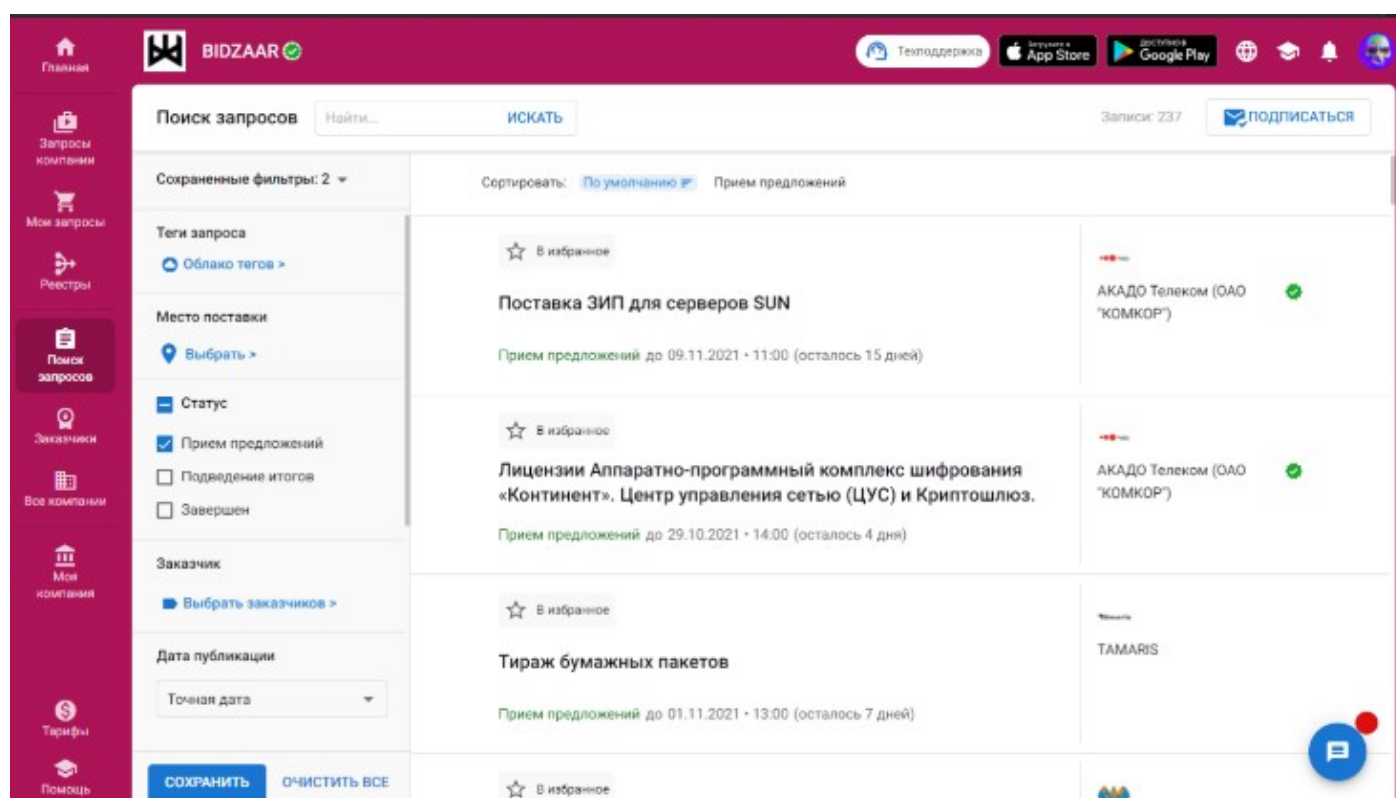 Главная
BIDZAAR
Техподдержка
Загрузите в
App Store
ДОСТУПНО В
Google Play
Запросы
компании
Мои запросы
Реестры
Поиск
запросов
Заказчики
Все компании
Моя
компания
Тарифы
Помощь
Поиск запросов
Найти...
ИСКАТЬ
Записи: 237
ПОДПИСАТЬСЯ
Сохраненные фильтры: 2
Теги запроса
Облако тегов >
Место поставки
Выбрать >
Статус
Прием предложений
Подведение итогов
Завершен
Заказчик
Выбрать заказчиков >
Дата публикации
Точная дата
СОХРАНИТЬ
ОЧИСТИТЬ ВСЕ
Сортировать: По умолчанию Прием предложений
В избранное
Поставка ЗИП для серверов SUN
Прием предложений до 09.11.2021 • 11:00 (осталось 15 дней)
АКАДО Телеком (ОАО
"КОМКОР")
В избранное
Лицензии Аппаратно-программный комплекс шифрования
«Континент». Центр управления сетью (ЦУС) и Криптошлюз.
Прием предложений до 29.10.2021 • 14:00 (осталось 4 дня)
АКАДО Телеком (ОАО
"КОМКОР")
В избранное
Тираж бумажных пакетов
Прием предложений до 01.11.2021 • 13:00 (осталось 7 дней)
TAMARIS
В избранное